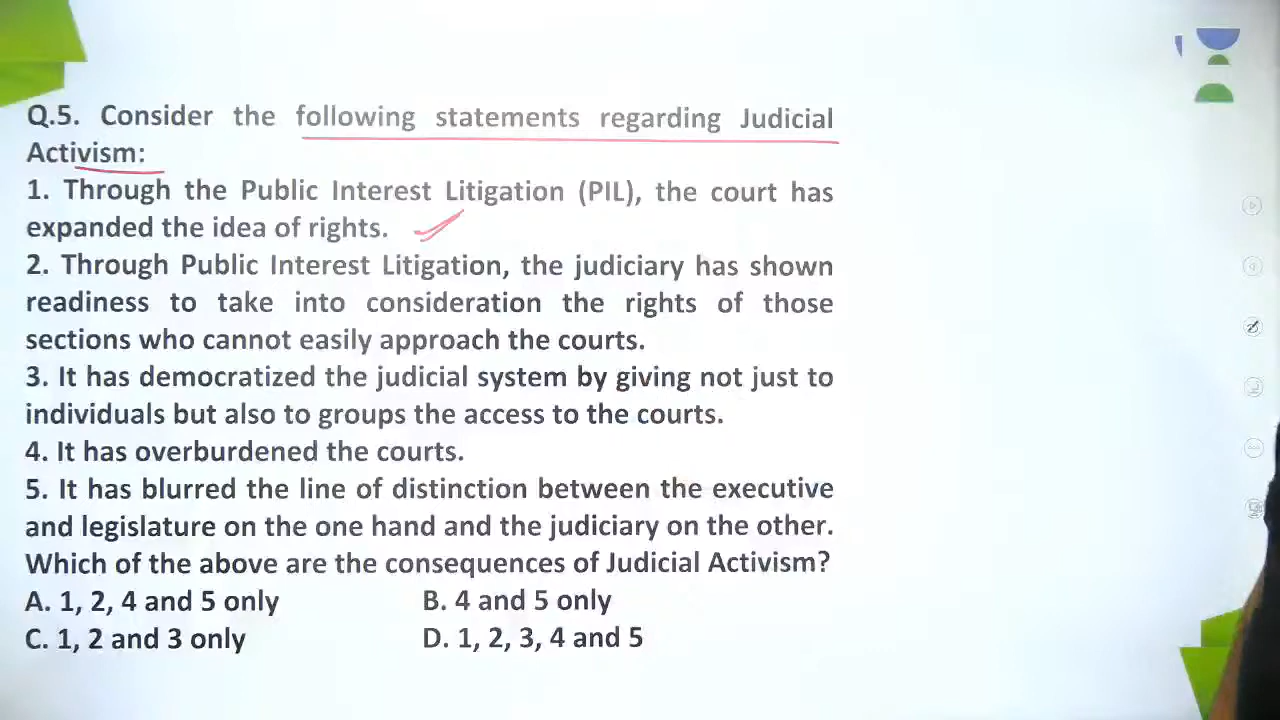 Q.5. Consider the following statements regarding Judicial
Activism:
1. Through the Public Interest Litigation (PIL), the court has
expanded the idea of rights.
2. Through Public Interest Litigation, the judiciary has shown
readiness to take into consideration the rights of those
sections who cannot easily approach the courts.
3. It has democratized the judicial system by giving not just to
individuals but also to groups the access to the courts.
4. It has overburdened the courts.
5. It has blurred the line of distinction between the executive
and legislature on the one hand and the judiciary on the other.
Which of the above are the consequences of Judicial Activism?
A. 1, 2, 4 and 5 only B. 4 and 5 only
C. 1, 2 and 3 only D. 1, 2, 3, 4 and 5